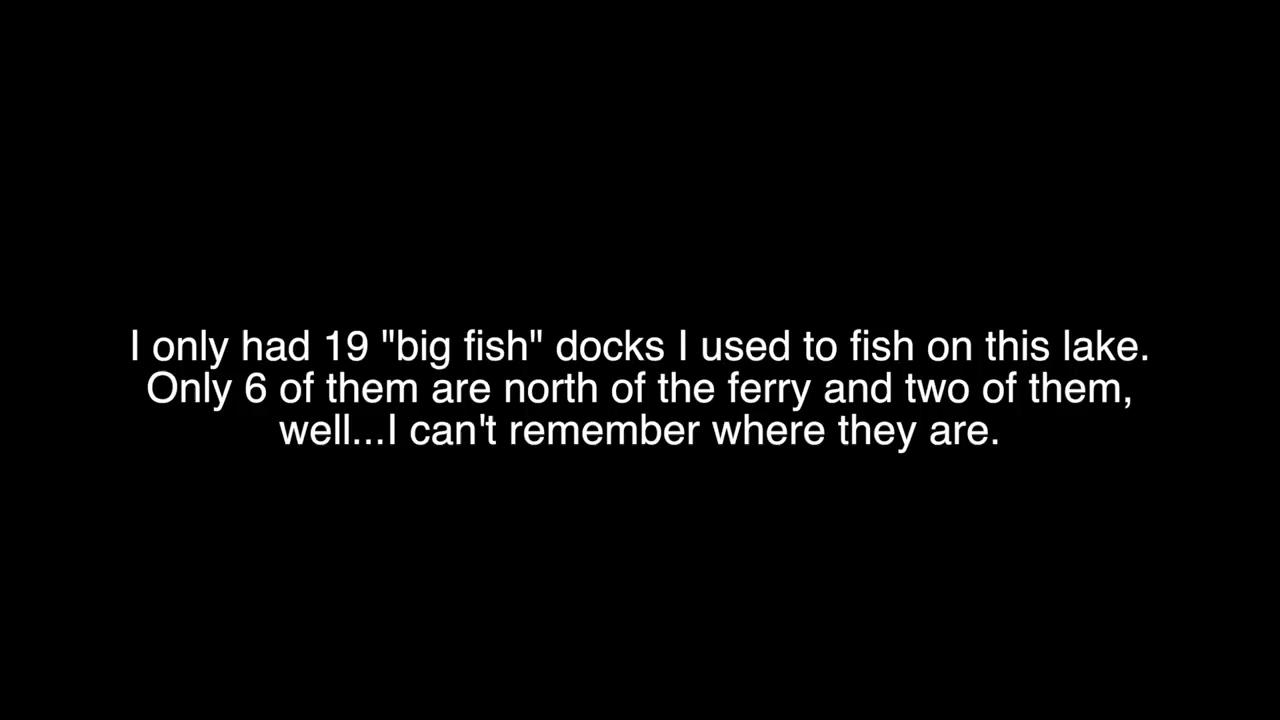 I only had 19 "big fish" docks I used to fish on this lake.
Only 6 of them are north of the ferry and two of them,
well...I can't remember where they are.